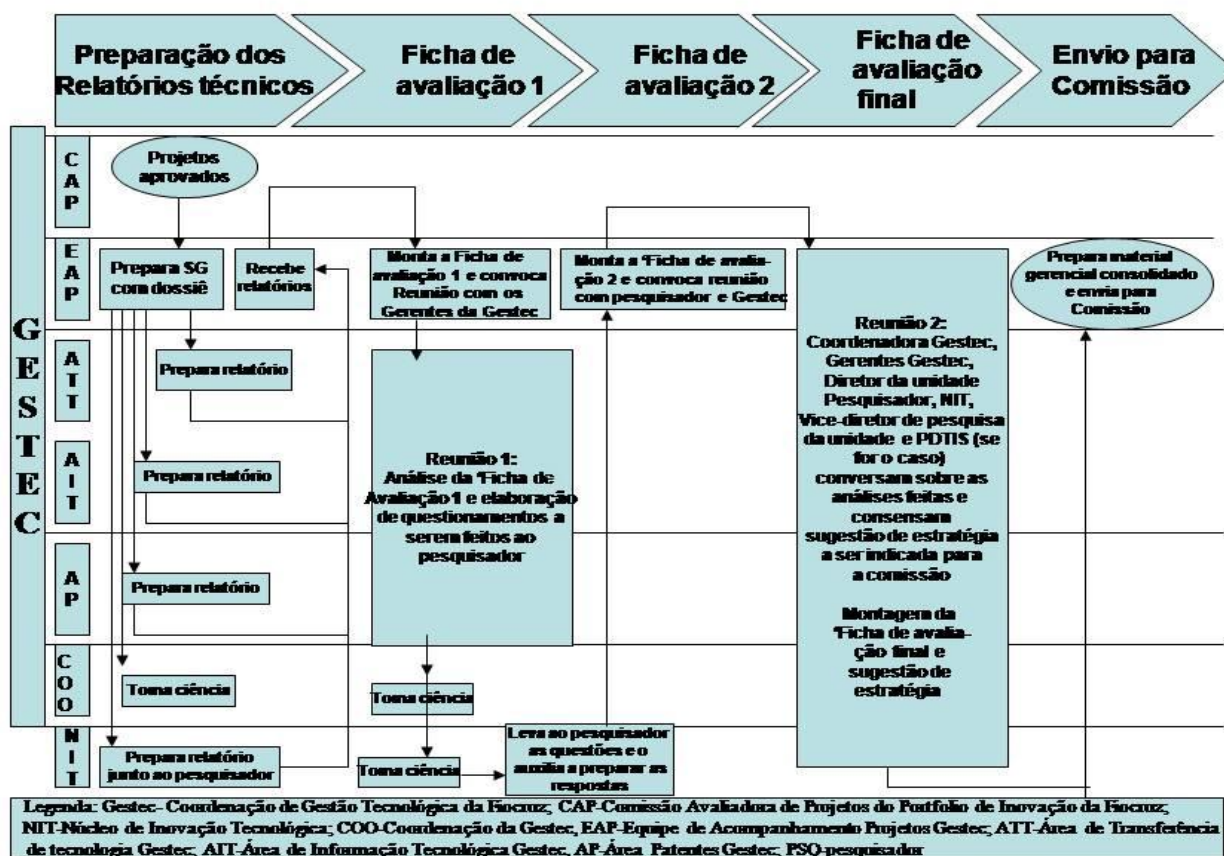 Preparação dos
Relatórios técnicos
Ficha de
avaliação 1
Ficha de
avaliação 2
Ficha de
avaliação
final
Envio para
Comissão
GESTEC
CAP
Projetos
aprovados
EAP
Prepara SG
com dossiê
Recebe
relatórios
Monta a Ficha de
avaliação 1 e convoca
Reunião com os
Gerentes da Gestec
Monta a "Ficha de avalia-
ção 2 e convoca reunião
com pesquisador e Gestec
Prepara material
gerencial consolidado
e envia para
Comissão
ATT
Prepara relatório
AIT
Prepara relatório
Reunião 1:
Análise da "Ficha de
Avaliação 1 e elaboração
de questionamentos a
serem feitos ao
pesquisador
Reunião 2:
Coordenadora Gestec,
Gerentes Gestec,
Diretor da unidade
Pesquisador, NIT,
Vice-diretor de pesquisa
da unidade e PDTIS (se
for o caso)
conversam sobre as
análises feitas e
consensam
sugestão de estratégia
a ser indicada para
a comissão
Montagem da
"Ficha de avalia-
ção final e
sugestão de
estratégia
AP
Prepara relatório
COO
Toma ciência
Toma ciência
NIT
Prepara relatório
junto ao pesquisador
Toma ciência
Leva ao pesquisador
as questões e o
auxilia a preparar as
respostas
Legenda: Gestec- Coordenação de Gestão Tecnológica da Fiocruz; CAP-Comissão Avaliadora de Projetos do Portfolio de Inovação da Fiocruz;
NIT-Núcleo de Inovação Tecnológica; COO-Coordenação da Gestec, EAP-Equipe de Acompanhamento Projetos Gestec; ATT-Área de Transferência
de tecnologia Gestec; AIT-Área de Informação Tecnológica Gestec, AP-Área Patentes Gestec; PSQ-pesquisador